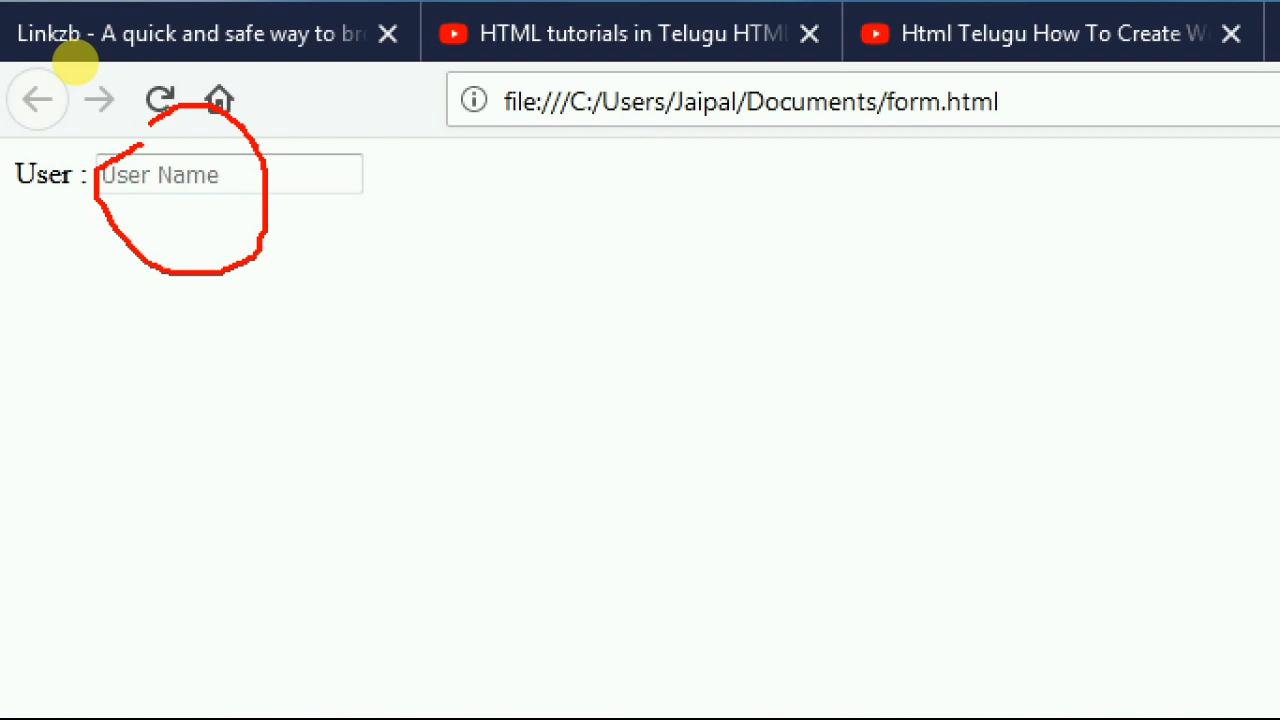 Linkzb - A quick and safe way to br
HTML tutorials in Telugu HTML
Html Telugu How To Create W
file:///C:/Users/Jaipal/Documents/form.html
User : User Name